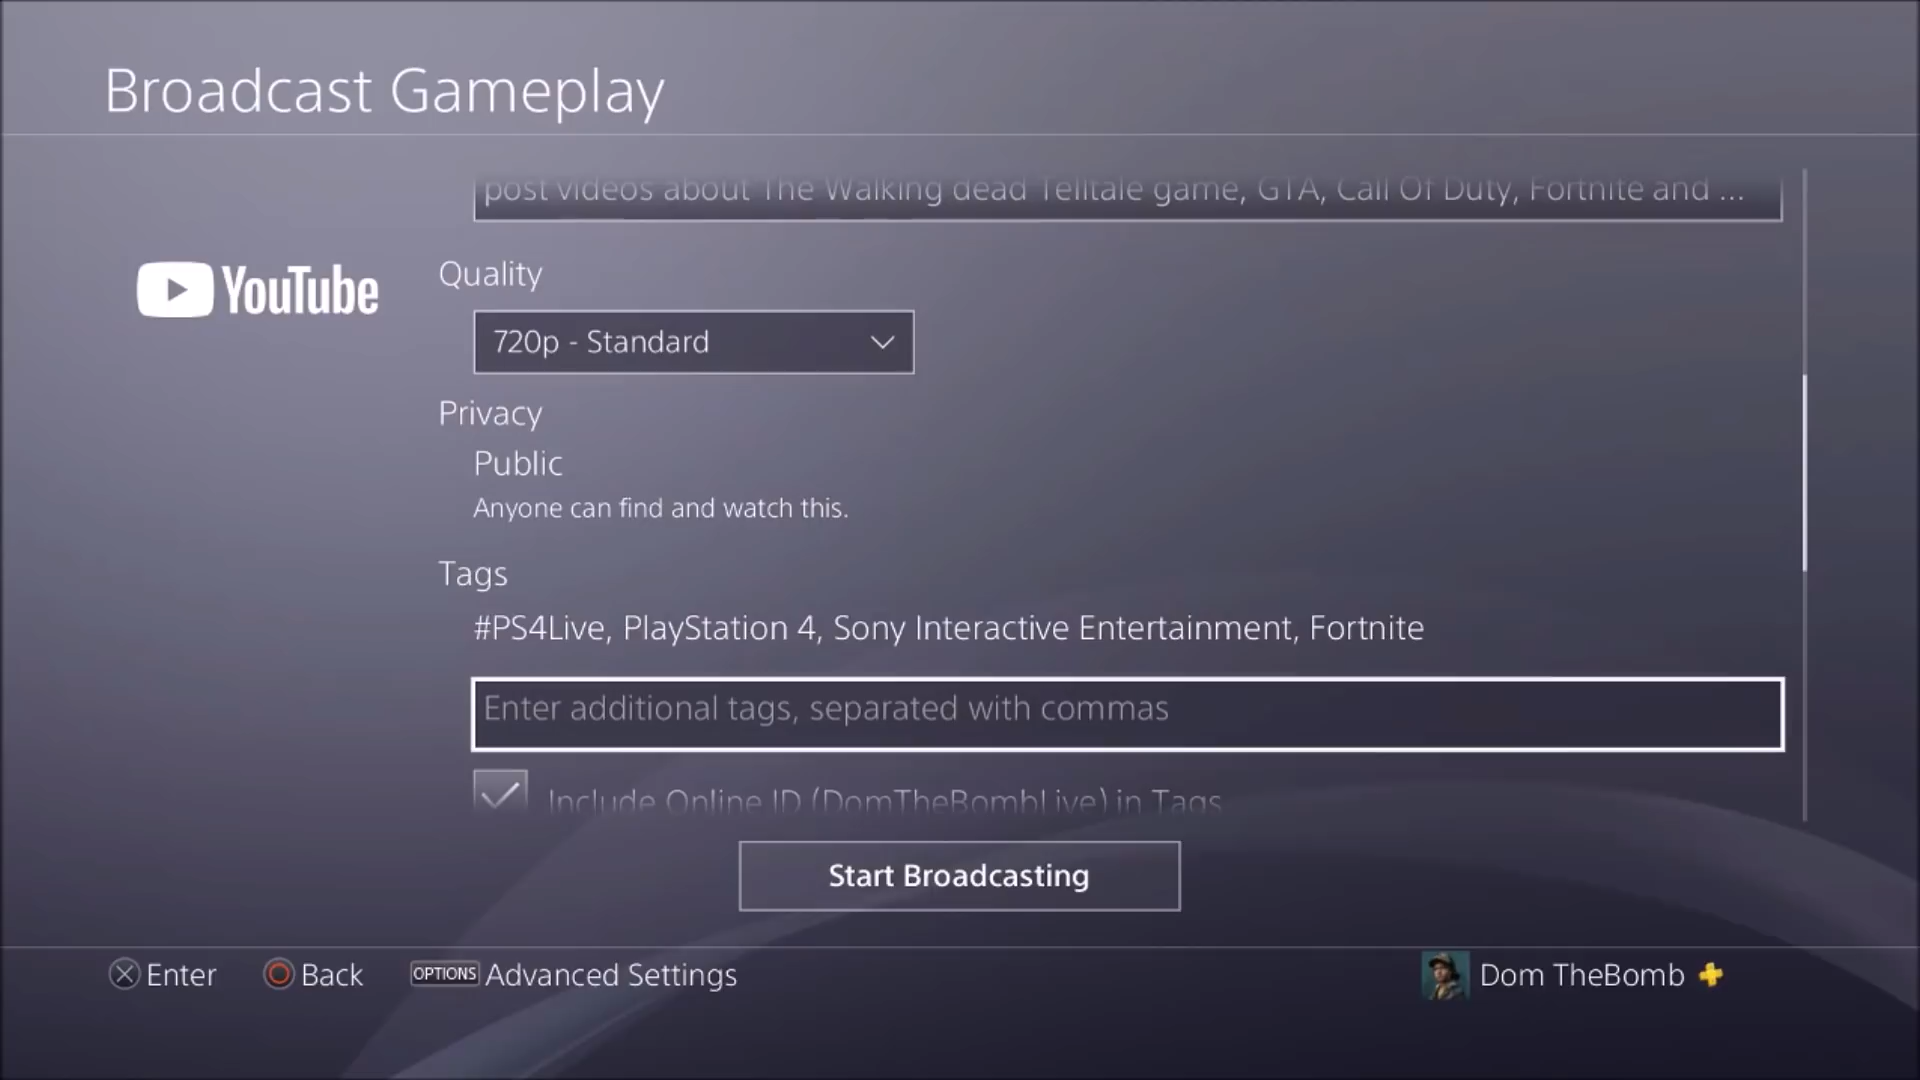 Broadcast Gameplay
post videos about The Walking dead Telltale game, GTA, Call Of Duty, Fortnite and ...
YouTube
Quality
720p - Standard
Privacy
Public
Anyone can find and watch this.
Tags
#PS4Live, PlayStation 4, Sony Interactive Entertainment, Fortnite
Enter additional tags, separated with commas
Include Online ID (DomTheBombLive) in Tags
Start Broadcasting
Enter Back OPTIONS Advanced Settings Dom TheBomb